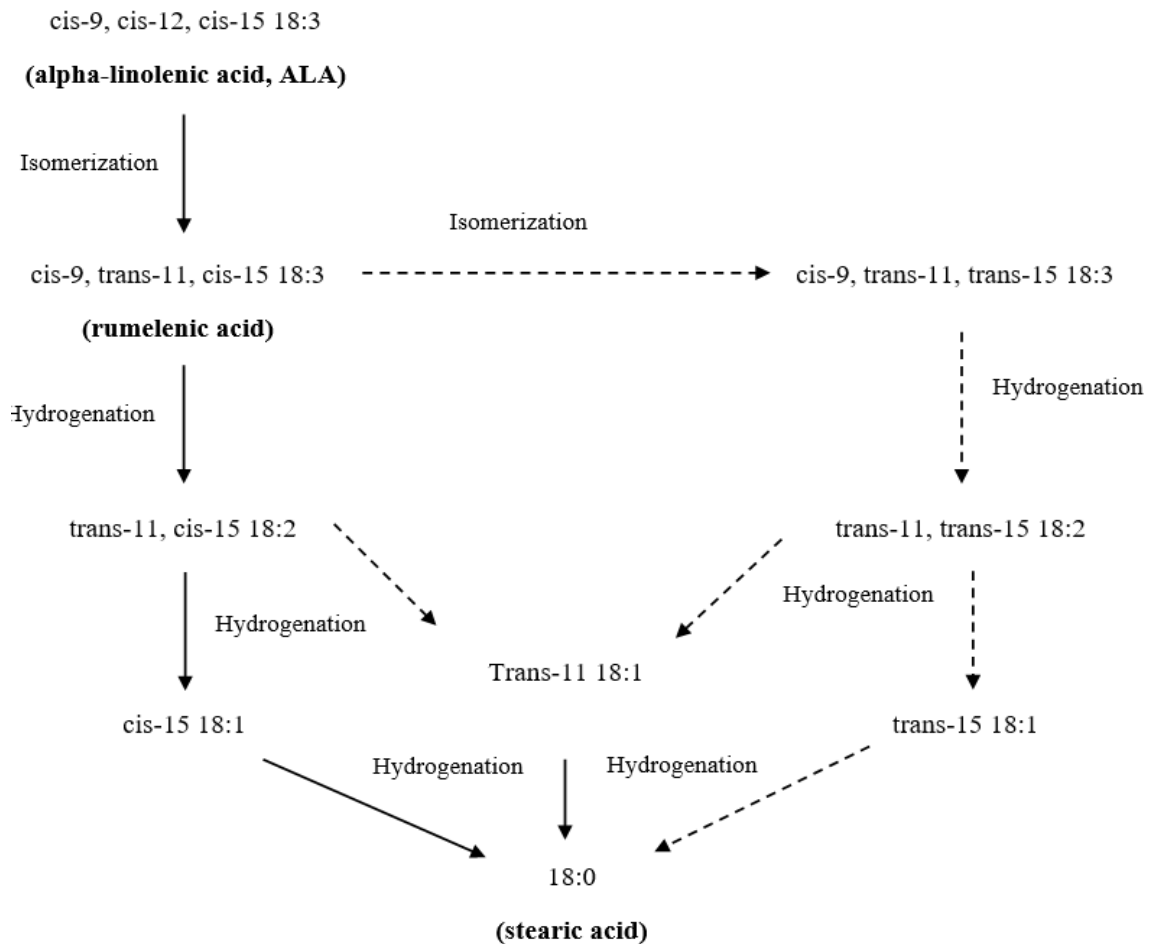 cis-9, cis-12, cis-15 18:3
(alpha-linolenic acid, ALA)
Isomerization
Isomerization
cis-9, trans-11, cis-15 18:3
cis-9, trans-11, trans-15 18:3
(rumelenic acid)
Hydrogenation
Hydrogenation
trans-11, cis-15 18:2
trans-11, trans-15 18:2
Hydrogenation
Hydrogenation
Trans-11 18:1
cis-15 18:1
trans-15 18:1
Hydrogenation
Hydrogenation
18:0
(stearic acid)